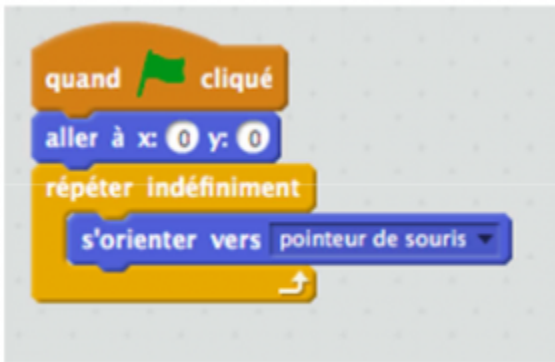 quand cliqué
aller à x: 0 y: 0
répéter indéfiniment
s'orienter vers pointeur de souris